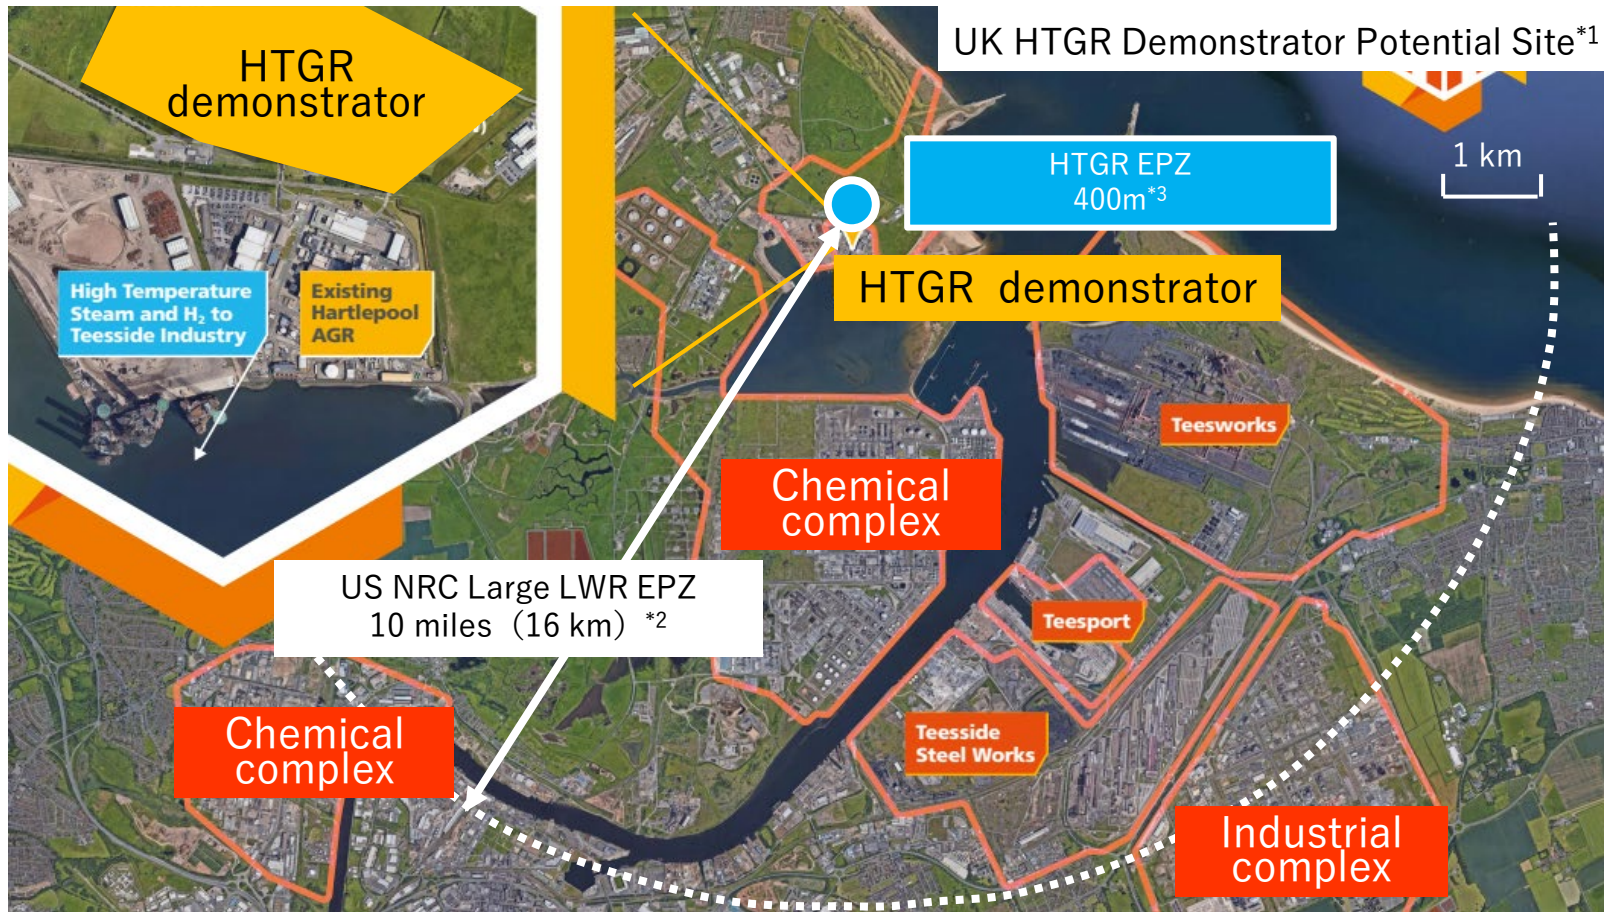 UK HTGR Demonstrator Potential Site*1
HTGR
demonstrator
1 km
HTGR EPZ
400m*3
HTGR demonstrator
High Temperature
Steam and H₂ to
Teesside Industry
Existing
Hartlepool
AGR
Teesworks
Chemical
complex
US NRC Large LWR EPZ
10 miles（16 km）*2
Teesport
Teesside
Steel Works
Chemical
complex
Industrial
complex